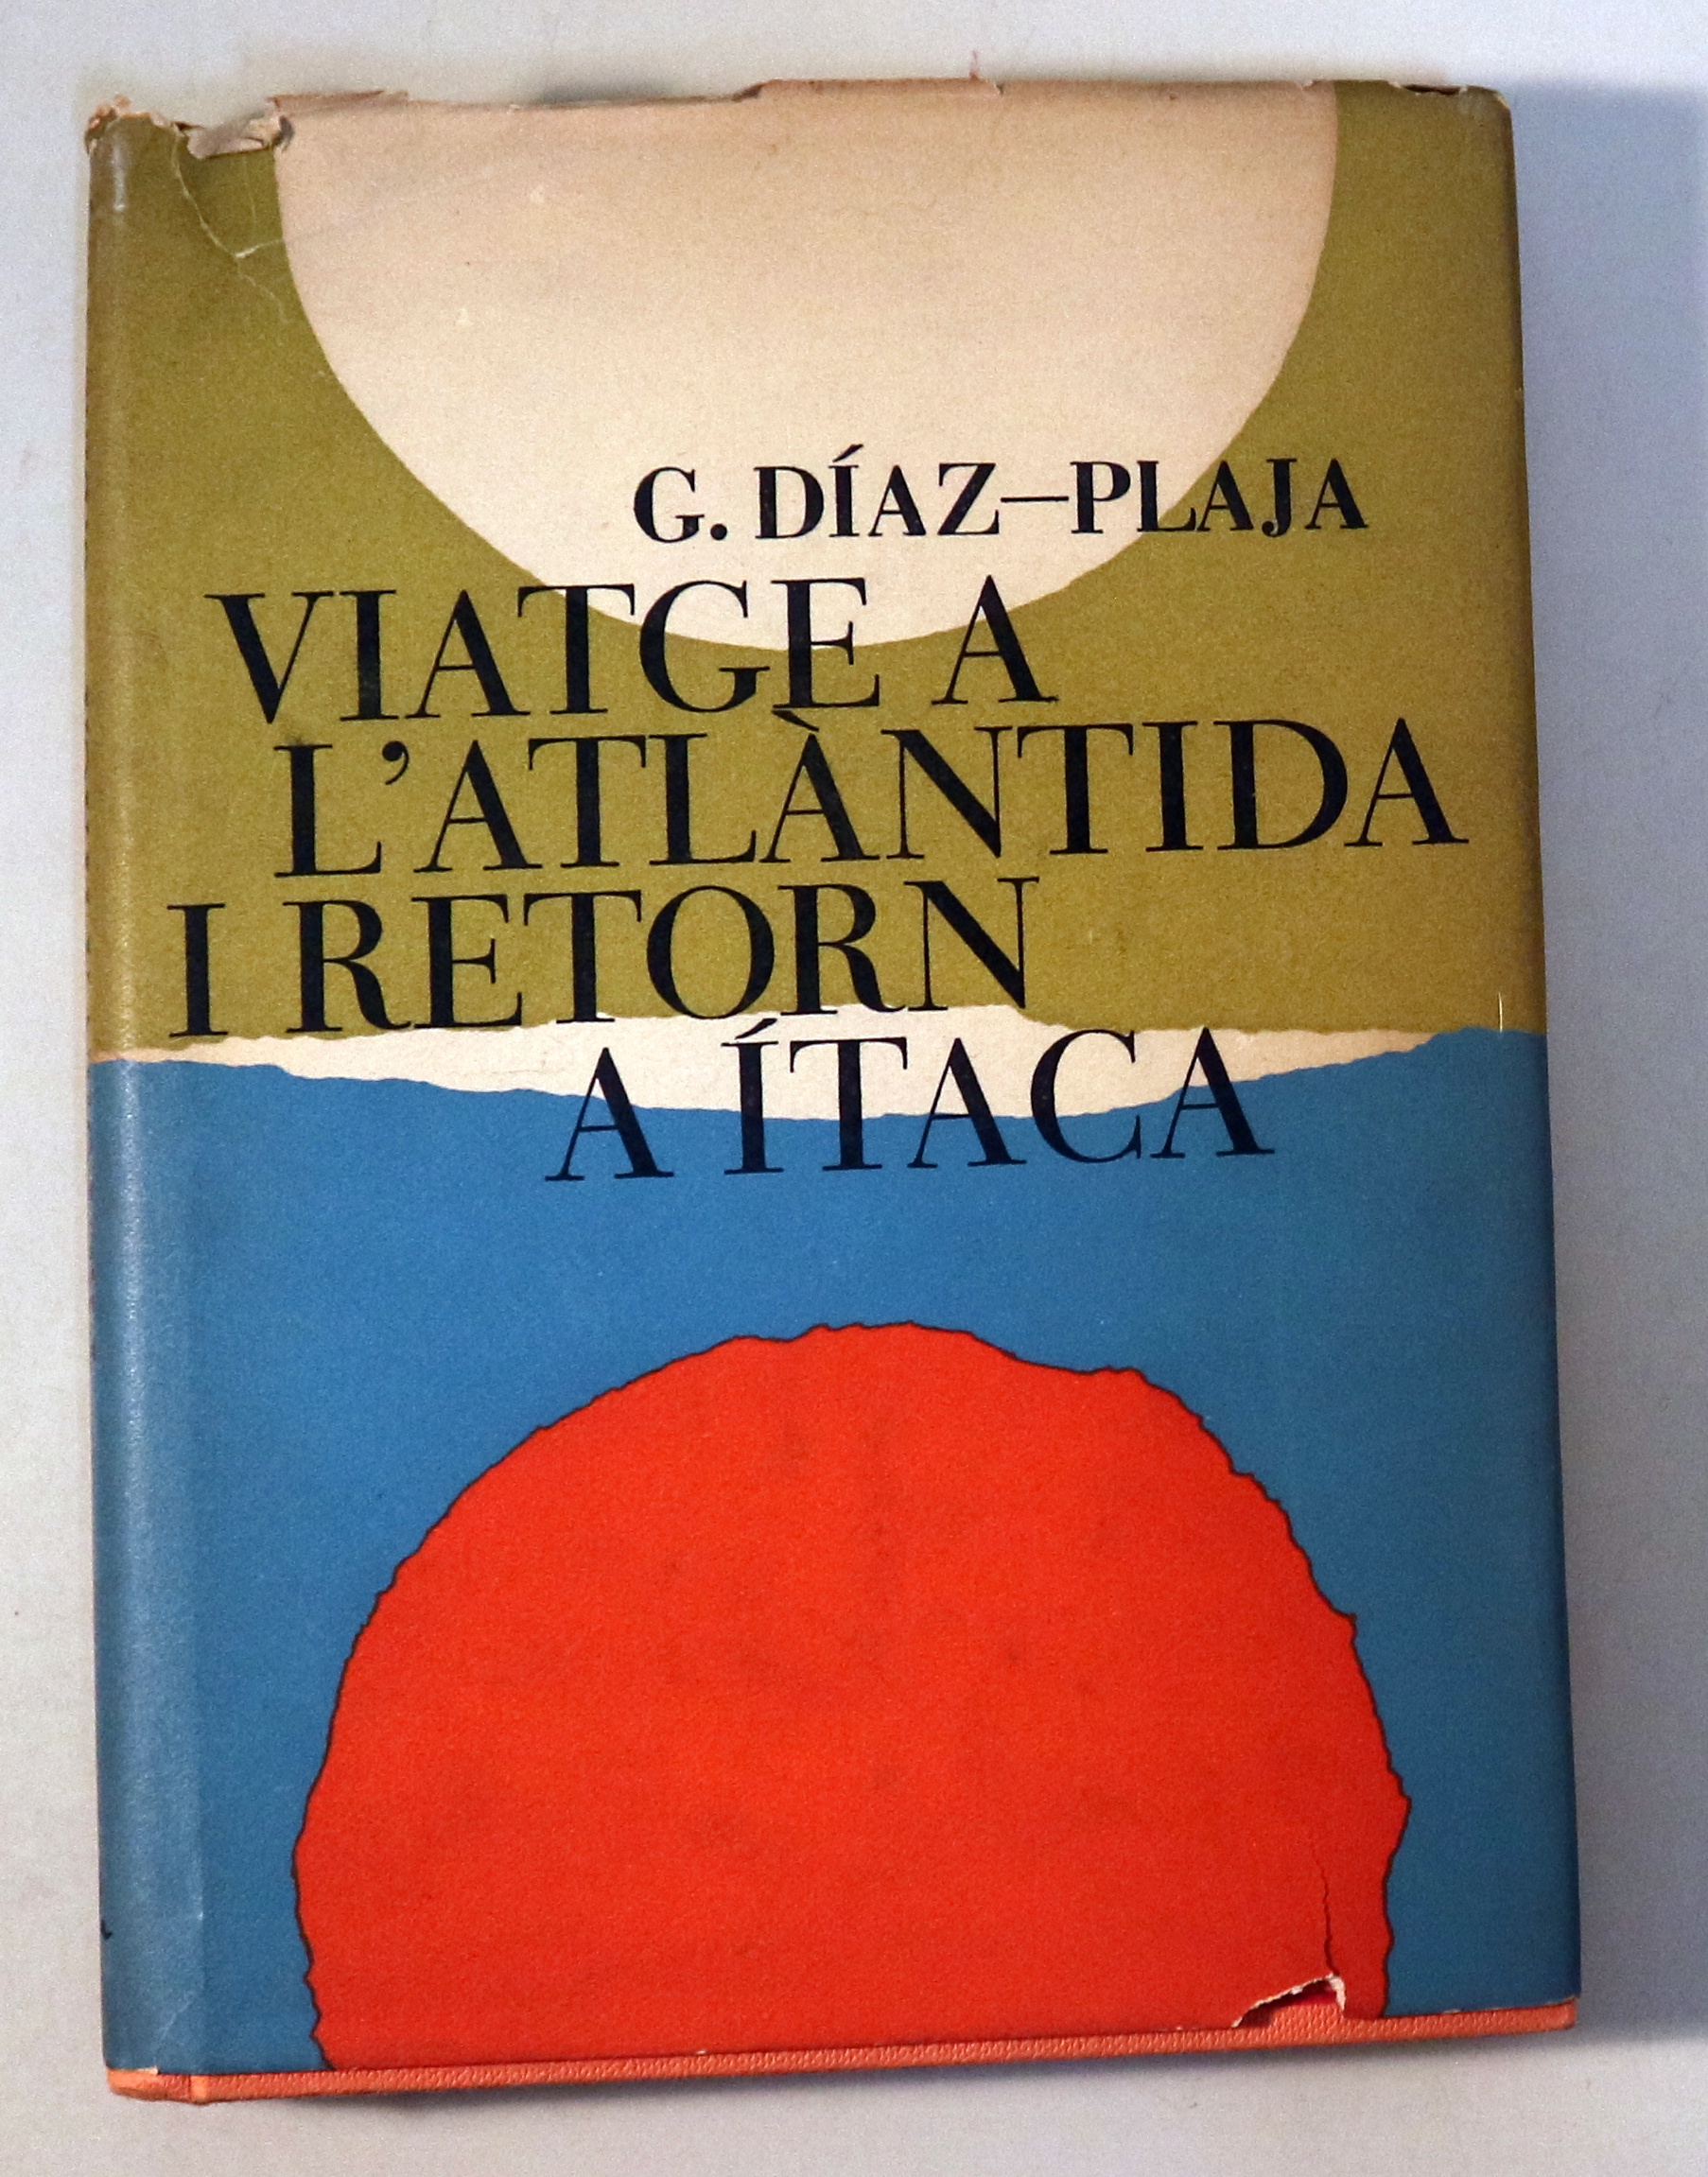 G. DÍAZ—PLAJA
VIATGE A
L'ATLÀNTIDA
I RETORN
A ÍTACA